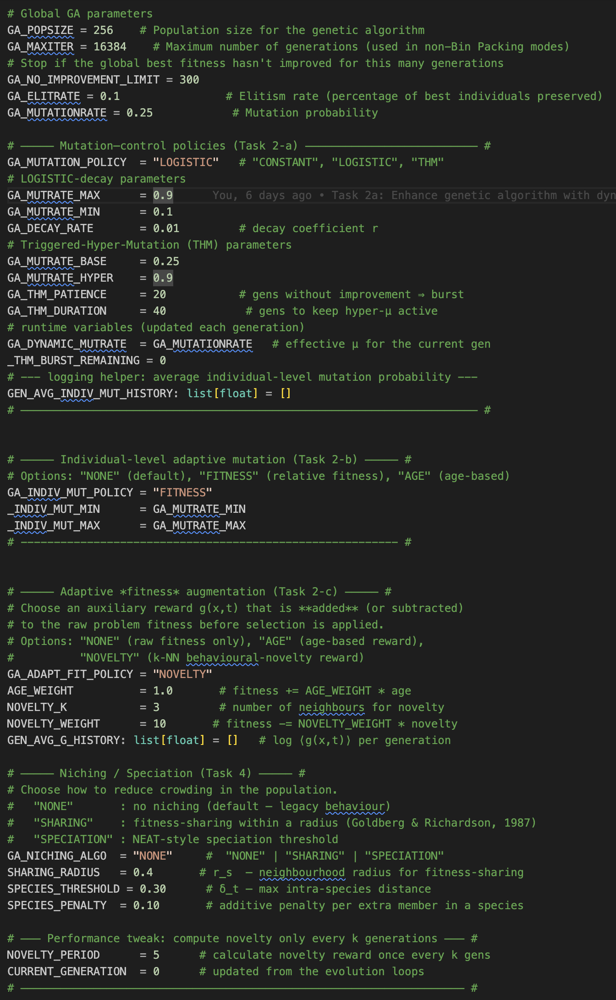 # Global GA parameters
GA_POPSIZE = 256    # Population size for the genetic algorithm
GA_MAXITER = 16384    # Maximum number of generations (used in non-Bin Packing modes)
# Stop if the global best fitness hasn't improved for this many generations
GA_NO_IMPROVEMENT_LIMIT = 300
GA_ELITRATE = 0.1                # Elitism rate (percentage of best individuals preserved)
GA_MUTATIONRATE = 0.25            # Mutation probability
# ───── Mutation–control policies (Task 2-a) ────────────────────────── #
GA_MUTATION_POLICY  = "LOGISTIC"   # "CONSTANT", "LOGISTIC", "THM"
# LOGISTIC-decay parameters
GA_MUTRATE_MAX      = 0.9      You, 6 days ago • Task 2a: Enhance genetic algorithm with dyn
GA_MUTRATE_MIN      = 0.1
GA_DECAY_RATE       = 0.01         # decay coefficient r
# Triggered-Hyper-Mutation (THM) parameters
GA_MUTRATE_BASE     = 0.25
GA_MUTRATE_HYPER    = 0.9
GA_THM_PATIENCE     = 20           # gens without improvement ⇒ burst
GA_THM_DURATION     = 40            # gens to keep hyper-μ active
# runtime variables (updated each generation)
GA_DYNAMIC_MUTRATE  = GA_MUTATIONRATE   # effective μ for the current gen
_THM_BURST_REMAINING = 0
# --- logging helper: average individual-level mutation probability ---
GEN_AVG_INDIV_MUT_HISTORY: list[float] = []
# ───────────────────────────────────────────────────────────────────── #
# ───── Individual-level adaptive mutation (Task 2-b) ───── #
# Options: "NONE" (default), "FITNESS" (relative fitness), "AGE" (age-based)
GA_INDIV_MUT_POLICY = "FITNESS"
_INDIV_MUT_MIN      = GA_MUTRATE_MIN
_INDIV_MUT_MAX      = GA_MUTRATE_MAX
# --------------------------------------------------------- #
# ───── Adaptive *fitness* augmentation (Task 2-c) ───── #
# Choose an auxiliary reward g(x,t) that is **added** (or subtracted)
# to the raw problem fitness before selection is applied.
# Options: "NONE" (raw fitness only), "AGE" (age-based reward),
#          "NOVELTY" (k-NN behavioural-novelty reward)
GA_ADAPT_FIT_POLICY = "NOVELTY"
AGE_WEIGHT          = 1.0       # fitness += AGE_WEIGHT * age
NOVELTY_K           = 3         # number of neighbours for novelty
NOVELTY_WEIGHT      = 10       # fitness -= NOVELTY_WEIGHT * novelty
GEN_AVG_G_HISTORY: list[float] = []   # log ⟨g(x,t)⟩ per generation
# ───── Niching / Speciation (Task 4) ───── #
# Choose how to reduce crowding in the population.
#   "NONE"       : no niching (default – legacy behaviour)
#   "SHARING"    : fitness-sharing within a radius (Goldberg & Richardson, 1987)
#   "SPECIATION" : NEAT-style speciation threshold
GA_NICHING_ALGO  = "NONE"     #  "NONE" | "SHARING" | "SPECIATION"
SHARING_RADIUS   = 0.4       # r_s  – neighbourhood radius for fitness-sharing
SPECIES_THRESHOLD = 0.30      # δ_t – max intra-species distance
SPECIES_PENALTY  = 0.10       # additive penalty per extra member in a species
# ─── Performance tweak: compute novelty only every k generations ─── #
NOVELTY_PERIOD      = 5      # calculate novelty reward once every k gens
CURRENT_GENERATION  = 0      # updated from the evolution loops
# ─────────────────────────────────────────────────────────────────── #